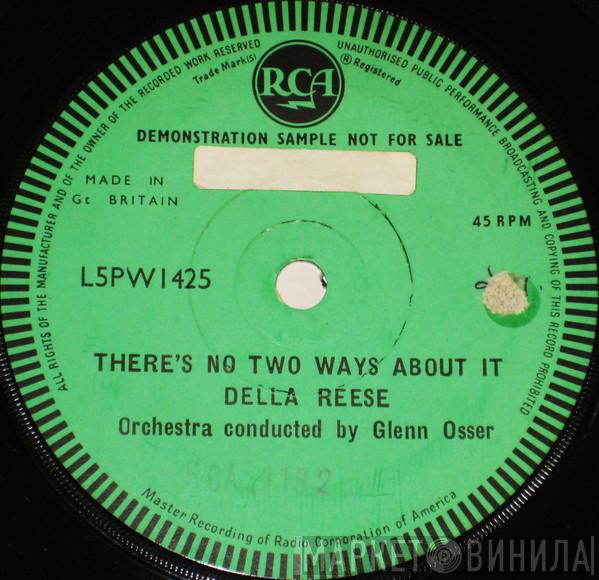 ALL RIGHTS OF THE MANUFACTURER AND OF THE OWNER OF THE RECORDED WORK RESERVED
UNAUTHORISED PUBLIC PERFORMANCE BROADCASTING AND COPYING OF THIS RECORD PROHIBITED
Trade Mark(s)
RCA
® Registered
DEMONSTRATION SAMPLE NOT FOR SALE
MADE IN
Gt BRITAIN
45 RPM
L5PW1425
THERE'S NO TWO WAYS ABOUT IT
DELLA REESE
Orchestra conducted by Glenn Osser
RCA 1192
Master Recording of Radio Corporation of America
МАРКЕТ ВИНИЛА!